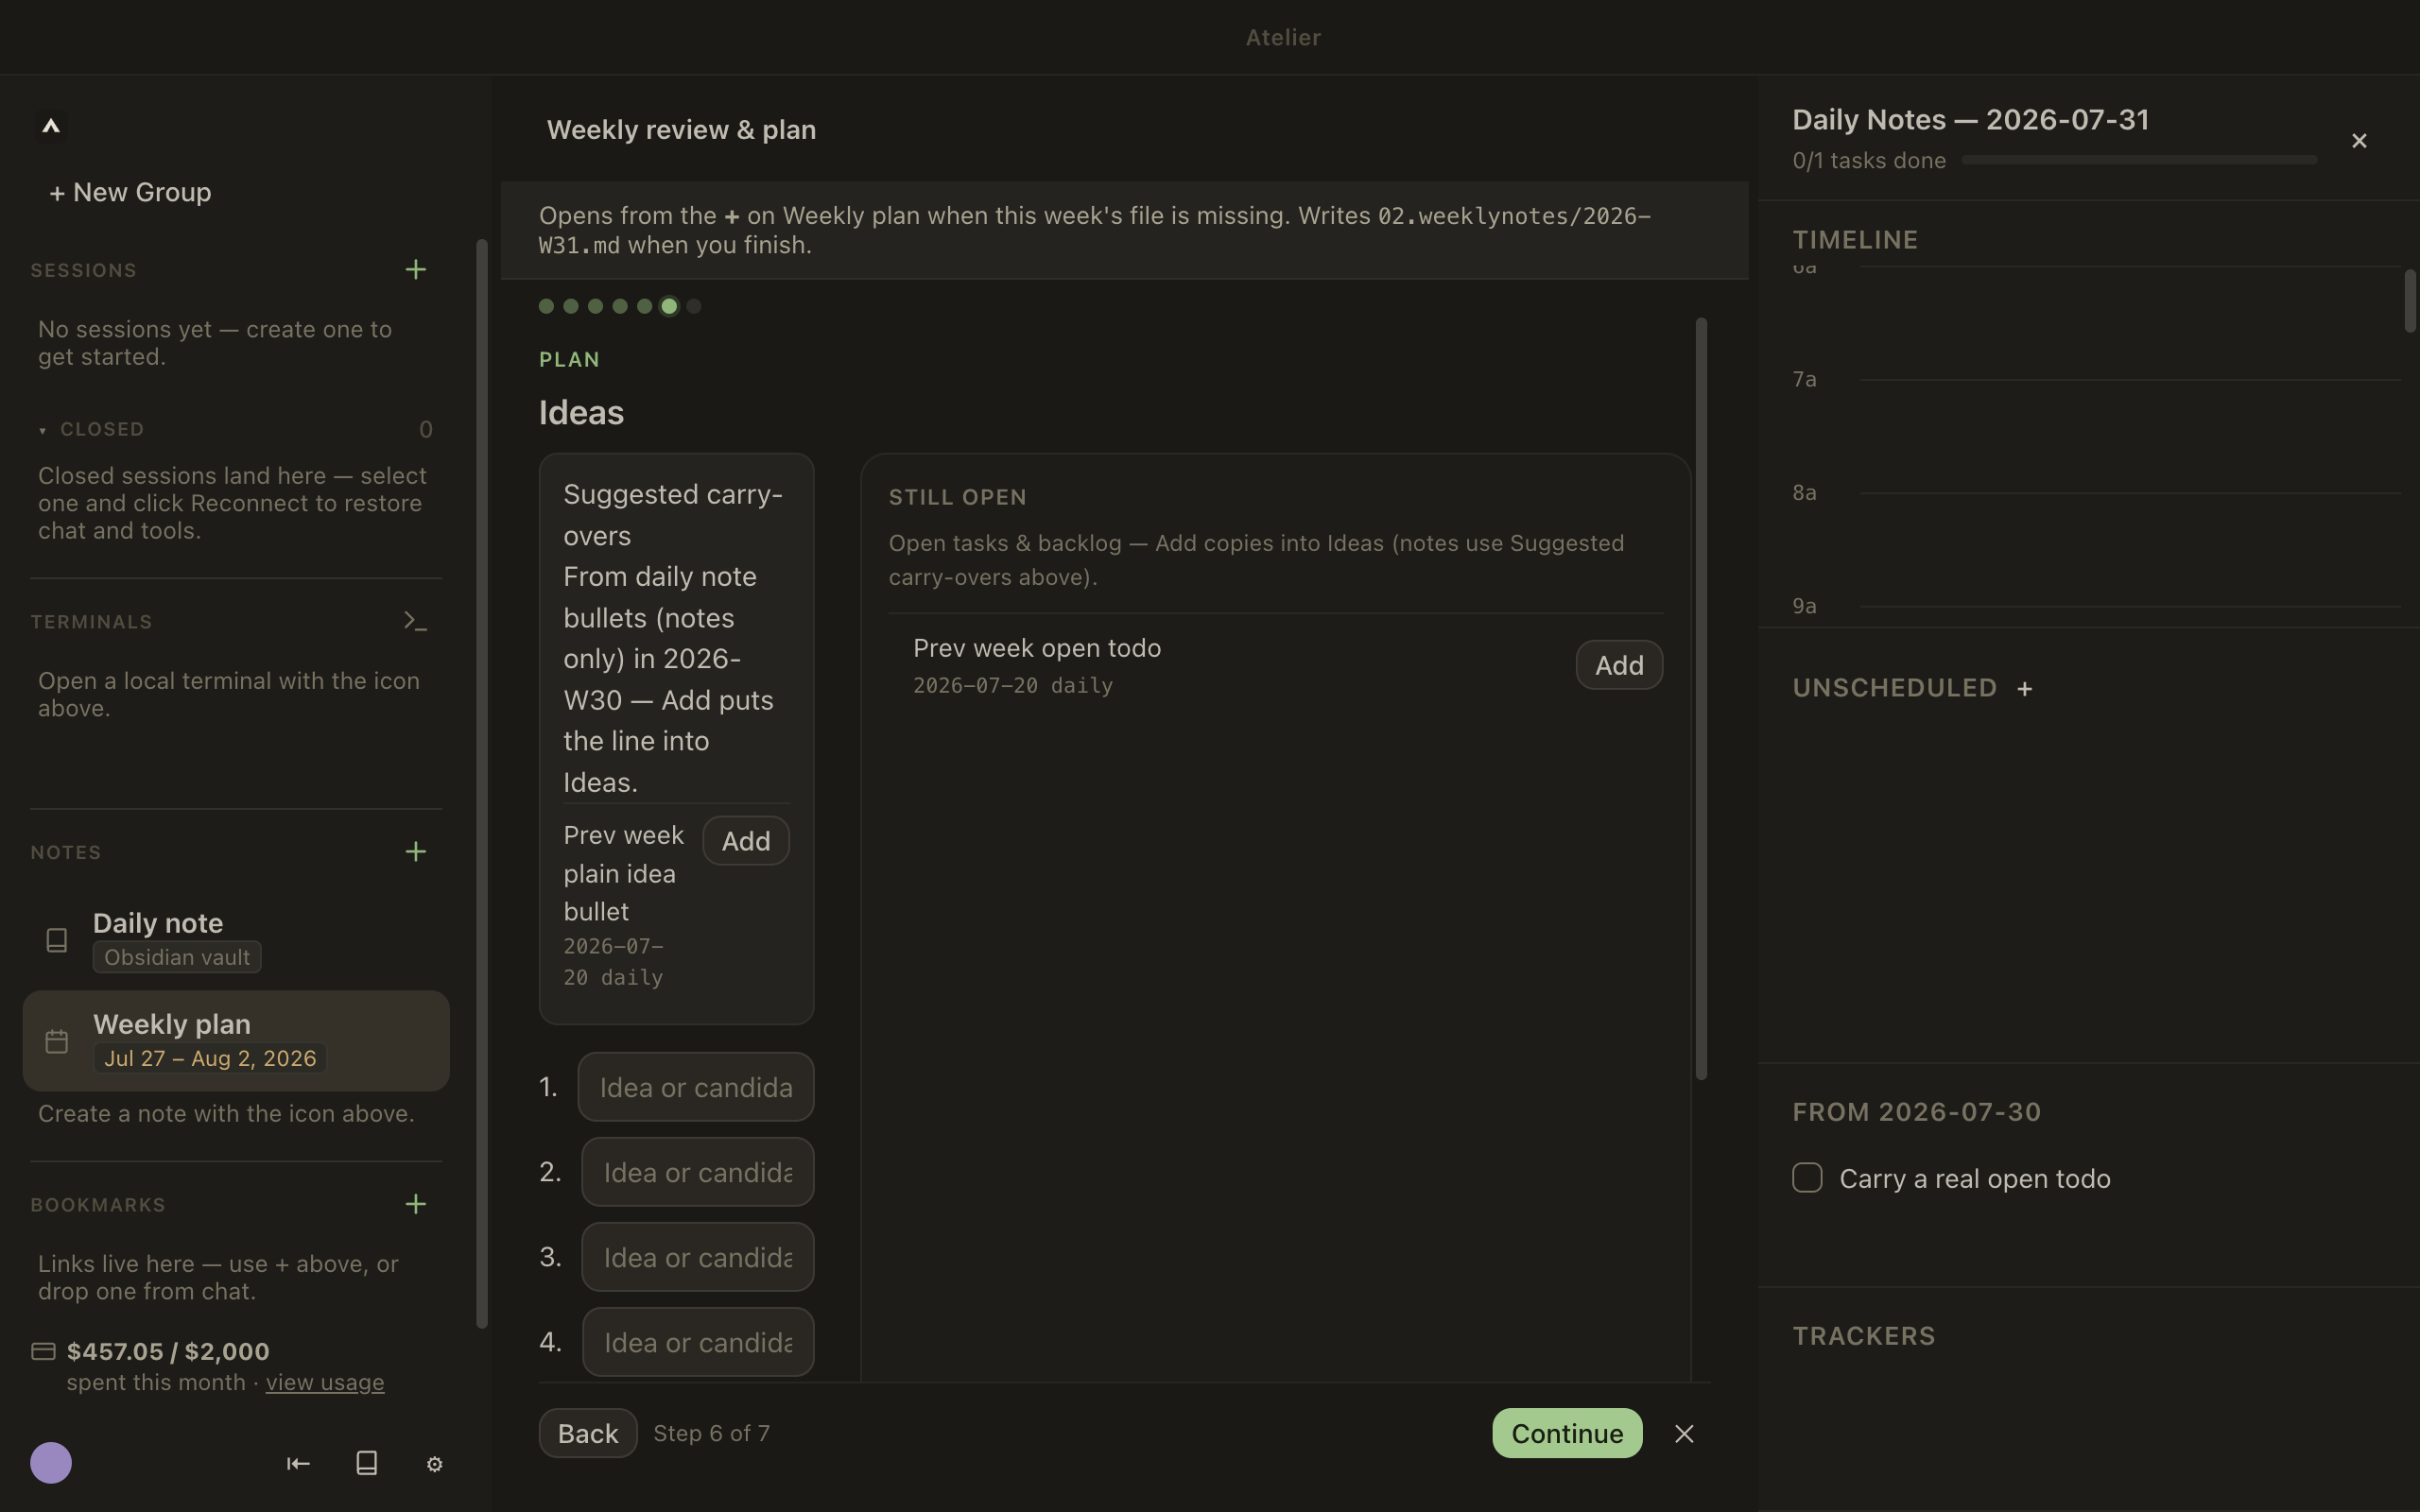 Atelier
+ New Group
SESSIONS
No sessions yet — create one to
get started.
CLOSED
0
Closed sessions land here — select
one and click Reconnect to restore
chat and tools.
TERMINALS
Open a local terminal with the icon
above.
NOTES
Daily note
Obsidian vault
Weekly plan
Jul 27 – Aug 2, 2026
Create a note with the icon above.
BOOKMARKS
Links live here — use + above, or
drop one from chat.
$457.05 / $2,000
spent this month · view usage
Weekly review & plan
Opens from the + on Weekly plan when this week's file is missing. Writes 02.weeklynotes/2026-
W31.md when you finish.
PLAN
Ideas
Suggested carry-
overs
From daily note
bullets (notes
only) in 2026-
W30 — Add puts
the line into
Ideas.
Prev week
plain idea
bullet
2026-07-
20 daily
Add
1. Idea or candida
2. Idea or candida
3. Idea or candida
4. Idea or candida
STILL OPEN
Open tasks & backlog — Add copies into Ideas (notes use Suggested
carry-overs above).
Prev week open todo
2026-07-20 daily
Add
Back
Step 6 of 7
Continue
Daily Notes — 2026-07-31
0/1 tasks done
TIMELINE
6a
7a
8a
9a
UNSCHEDULED +
FROM 2026-07-30
Carry a real open todo
TRACKERS